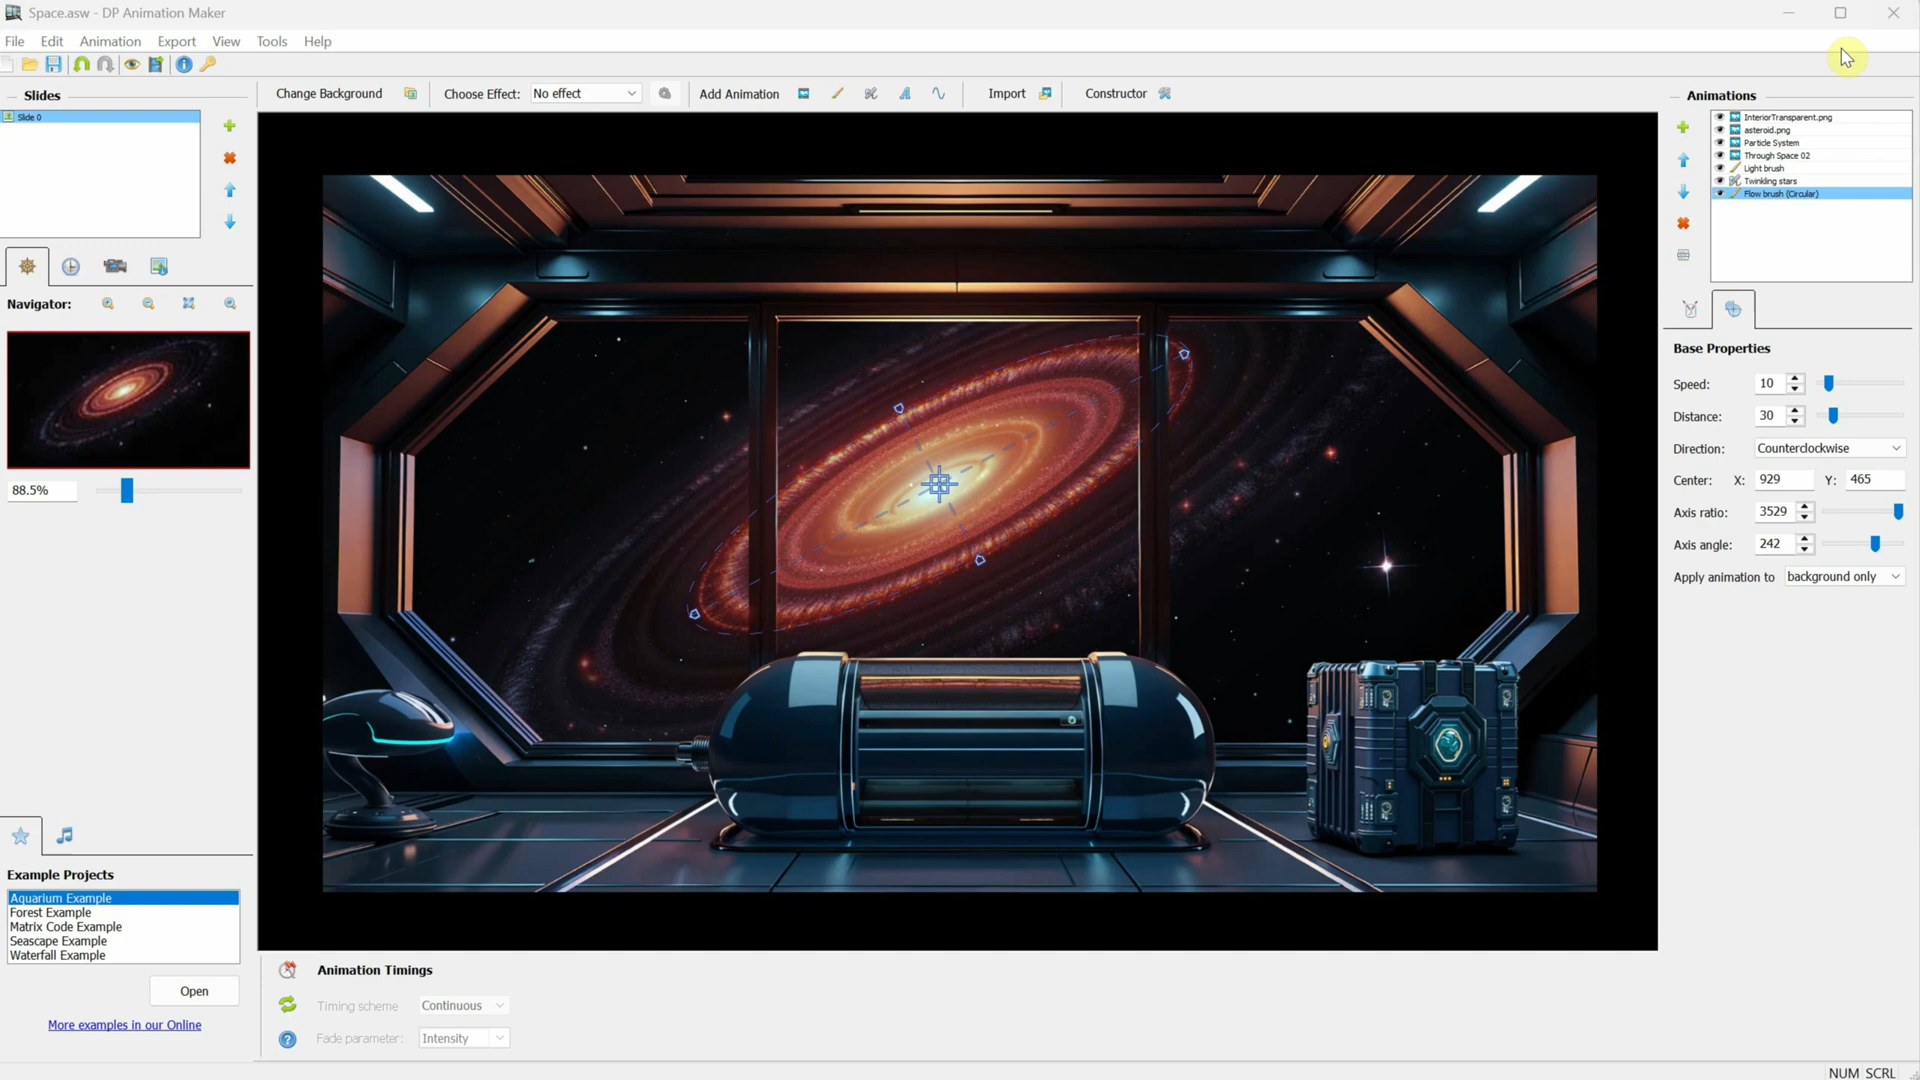 Space.asw - DP Animation Maker
File Edit Animation Export View Tools Help
Slides
Slide 0
Change Background
Choose Effect: No effect
Add Animation
Import
Constructor
Animations
InteriorTransparent.png
asteroid.png
Particle System
Through Space 02
Light brush
Twinkling stars
Flow brush (Circular)
Navigator:
88.5%
Base Properties
Speed: 10
Distance: 30
Direction: Counterclockwise
Center: X: 929 Y: 465
Axis ratio: 3529
Axis angle: 242
Apply animation to background only
Example Projects
Aquarium Example
Forest Example
Matrix Code Example
Seascape Example
Waterfall Example
Open
More examples in our Online
Animation Timings
Timing scheme Continuous
Fade parameter: Intensity
NUM SCRL